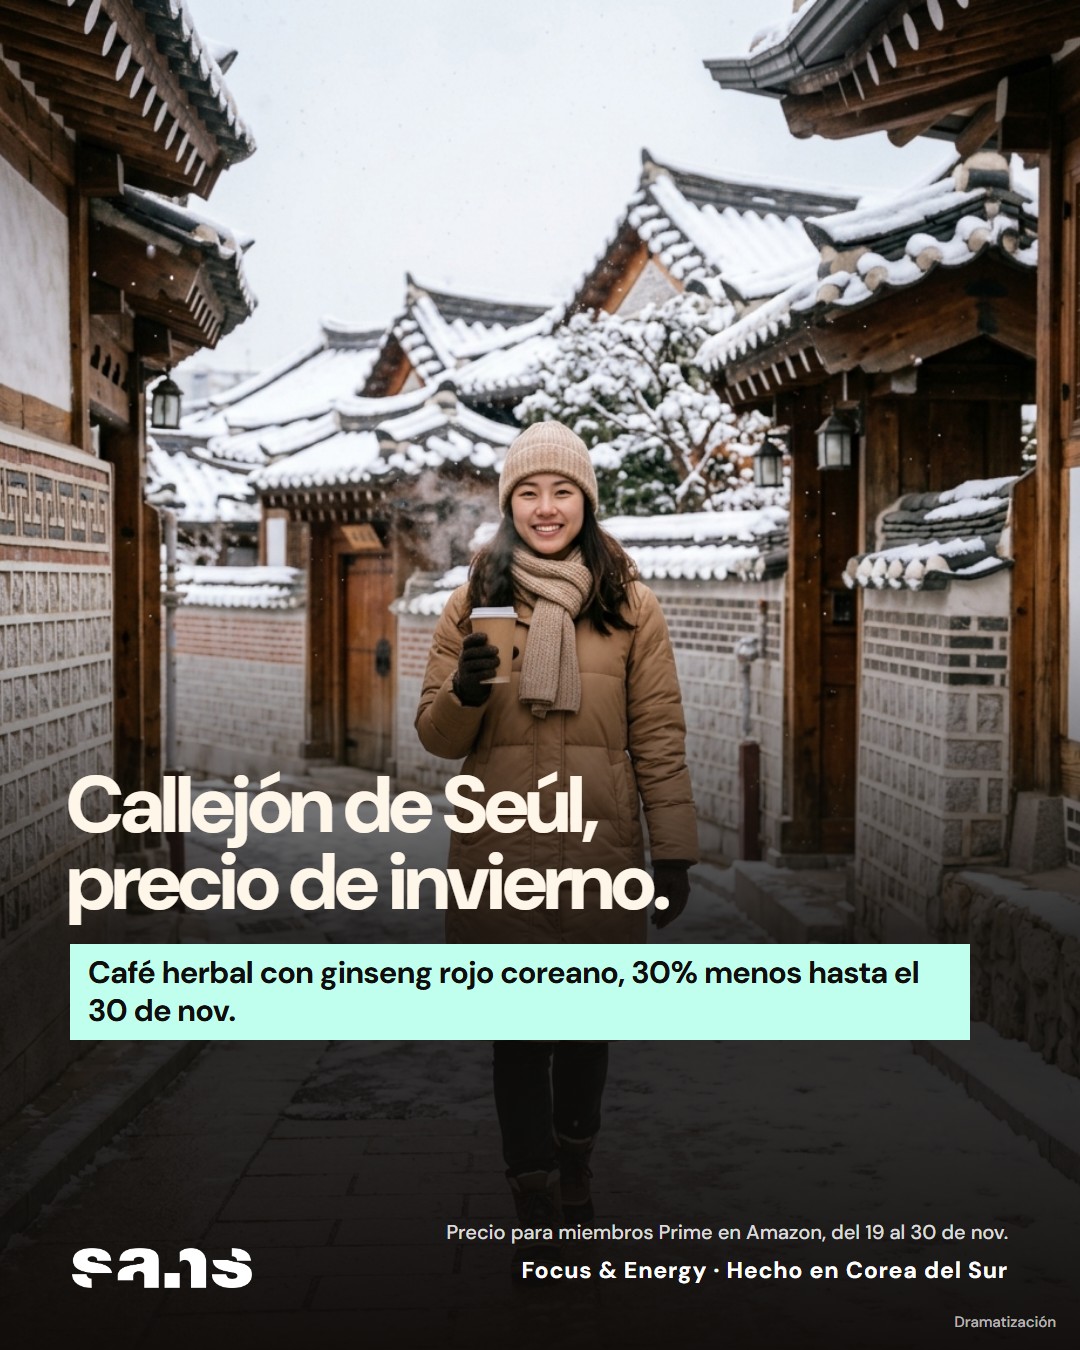 Callejón de Seúl,
precio de invierno.
Café herbal con ginseng rojo coreano, 30% menos hasta el
30 de nov.
Precio para miembros Prime en Amazon, del 19 al 30 de nov.
sans
Focus & Energy · Hecho en Corea del Sur
Dramatización